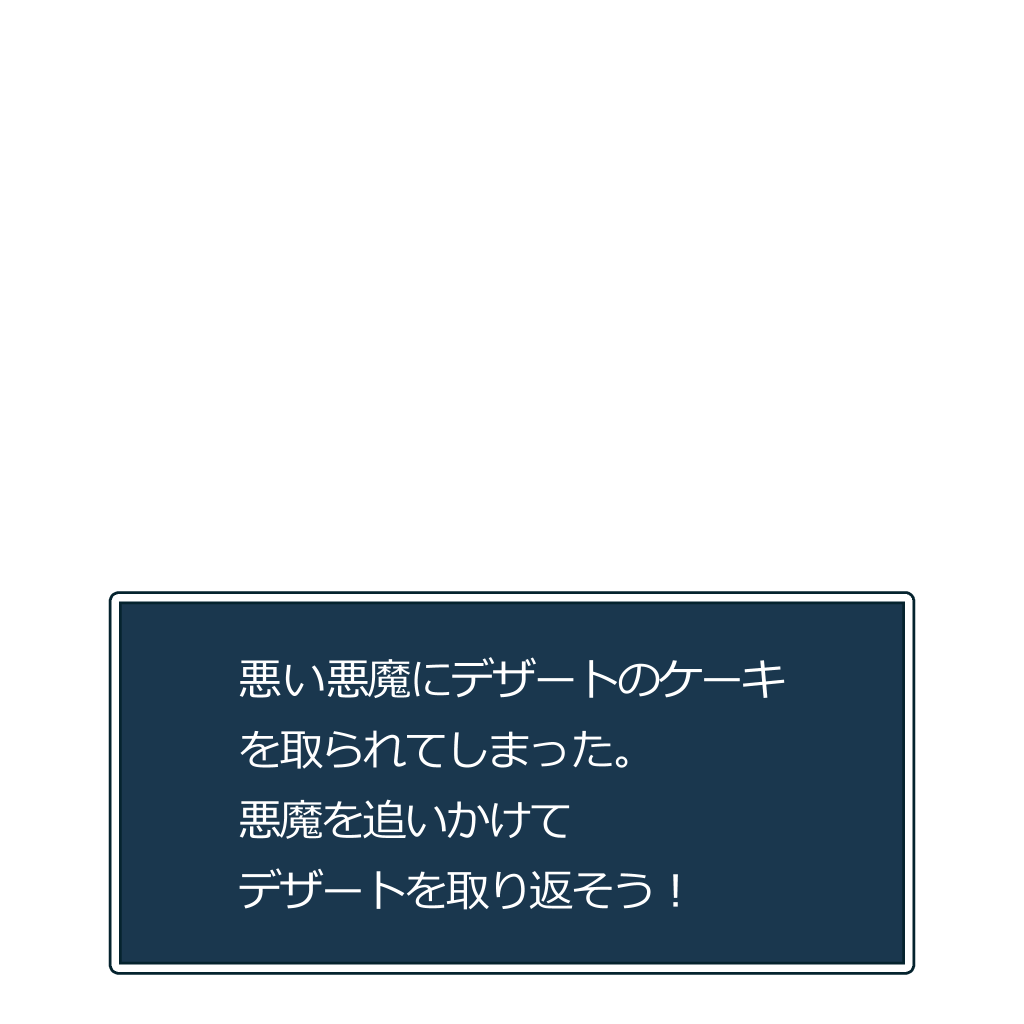 悪い悪魔にデザートのケーキ
を取られてしまった。
悪魔を追いかけて
デザートを取り返そう！